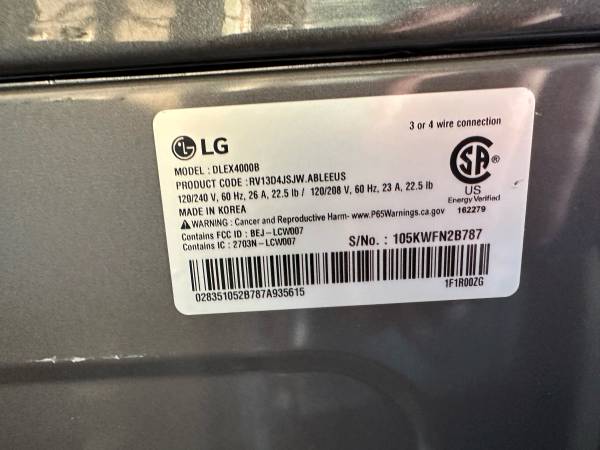 LG
3 or 4 wire connection
MODEL : DLEX4000B
PRODUCT CODE : RV13D4JSJW.ABLEEUS
120/240 V, 60 Hz, 26 A, 22.5 lb / 120/208 V, 60 Hz, 23 A, 22.5 lb
MADE IN KOREA
WARNING : Cancer and Reproductive Harm- www.P65Warnings.ca.gov
Contains FCC ID : BEJ-LCW007
Contains IC : 2703N-LCW007
SA
US
Energy Verified
162279
S/No. : 105KWFN2B787
028351052B787A935615
1F1R00ZG